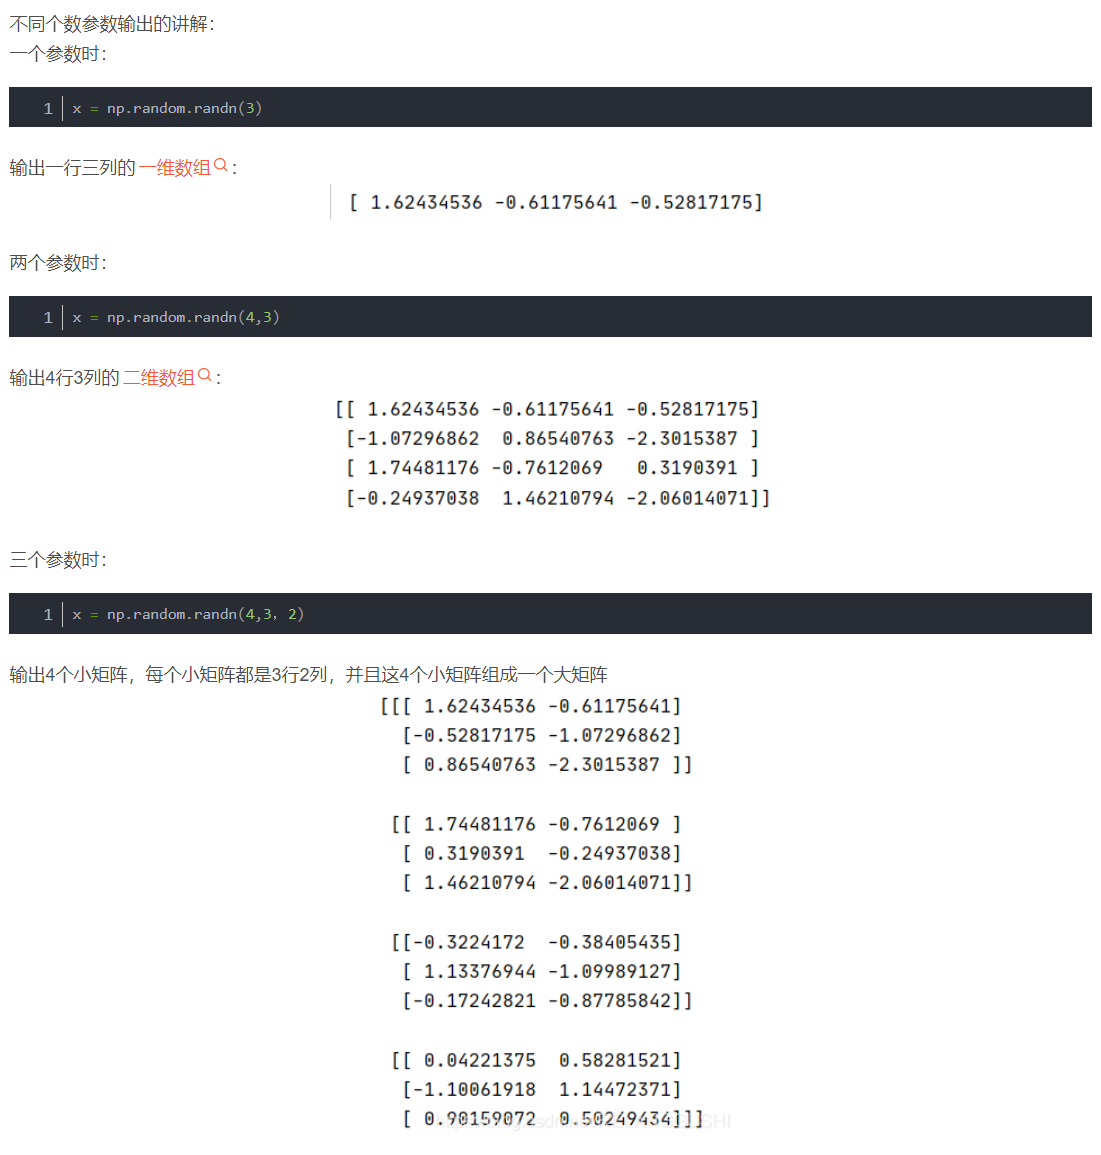 不同个数参数输出的讲解：
一个参数时：
1 x = np.random.randn(3)
输出一行三列的 一维数组：
[ 1.62434536 -0.61175641 -0.52817175]
两个参数时：
1 x = np.random.randn(4,3)
输出4行3列的 二维数组：
[[ 1.62434536 -0.61175641 -0.52817175]
[-1.07296862  0.86540763 -2.3015387 ]
[ 1.74481176 -0.7612069   0.3190391 ]
[-0.24937038  1.46210794 -2.06014071]]
三个参数时：
1 x = np.random.randn(4,3，2)
输出4个小矩阵，每个小矩阵都是3行2列，并且这4个小矩阵组成一个大矩阵
[[[ 1.62434536 -0.61175641]
[-0.52817175 -1.07296862]
[ 0.86540763 -2.3015387 ]]
[[ 1.74481176 -0.7612069 ]
[ 0.3190391  -0.24937038]
[ 1.46210794 -2.06014071]]
[[-0.3224172  -0.38405435]
[ 1.13376944 -1.09989127]
[-0.17242821 -0.87785842]]
[[ 0.04221375  0.58281521]
[-1.10061918  1.14472371]
[ 0.90159072  0.50249434]]]